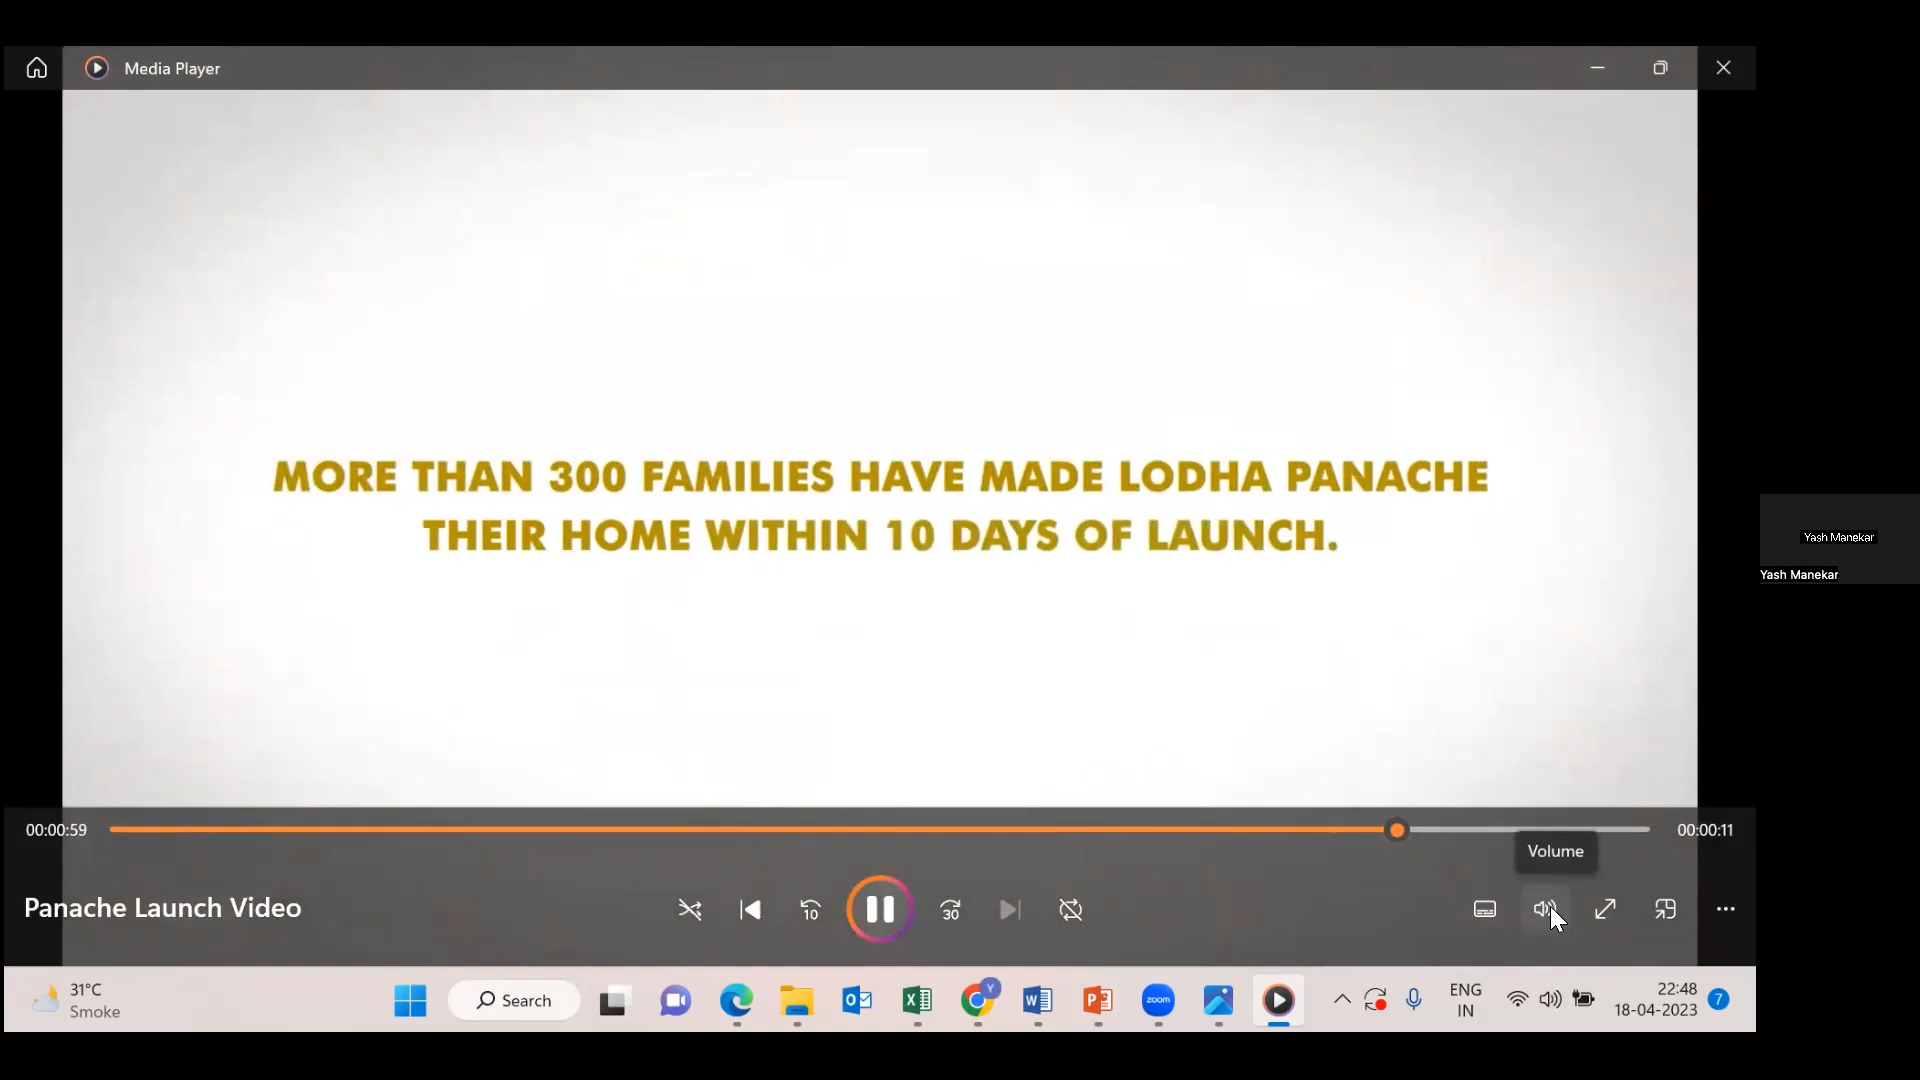 Media Player
MORE THAN 300 FAMILIES HAVE MADE LODHA PANACHE
THEIR HOME WITHIN 10 DAYS OF LAUNCH.
Yash Manekar
Yash Manekar
00:00:59
00:00:11
Volume
Panache Launch Video
10
30
31°C
Smoke
Search
Y
zoom
ENG
IN
22:48
18-04-2023
7